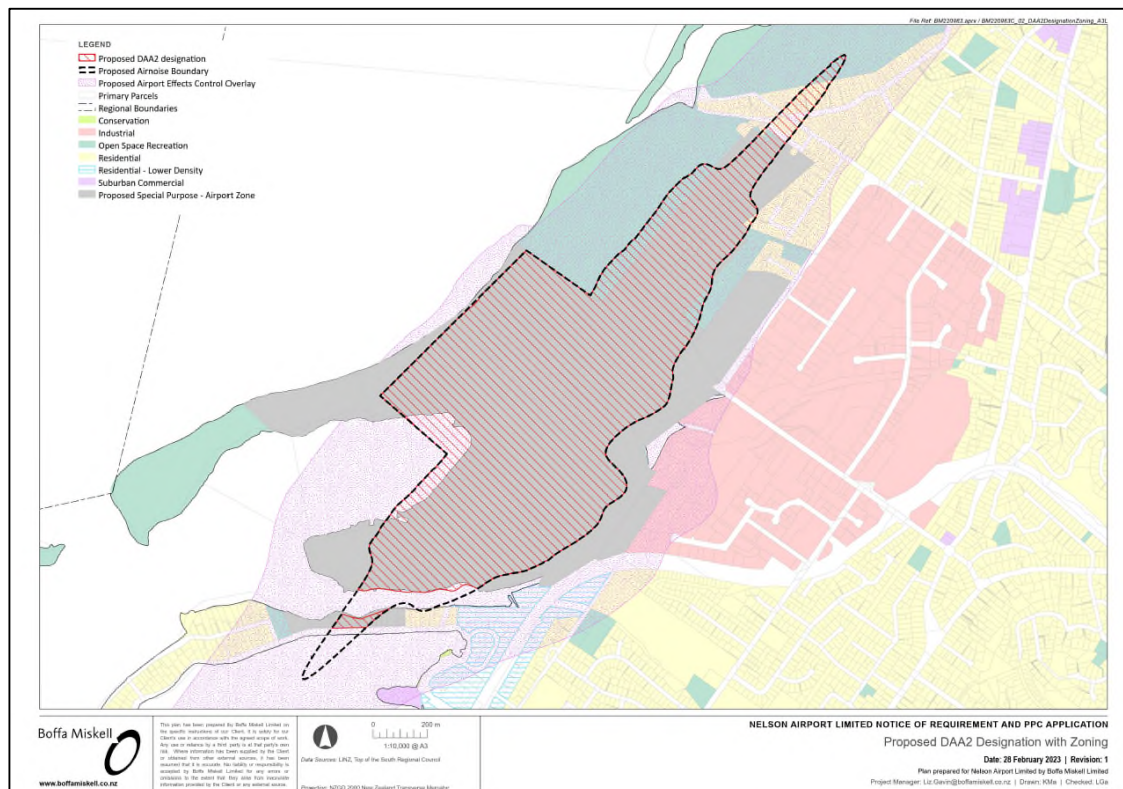 File Ref: BM220983.aprx / BM220983C_02_DAA2DesignationZoning_A3L
LEGEND
Proposed DAA2 designation
Proposed Airnoise Boundary
Proposed Airport Effects Control Overlay
Primary Parcels
Regional Boundaries
Conservation
Industrial
Open Space Recreation
Residential
Residential - Lower Density
Suburban Commercial
Proposed Special Purpose - Airport Zone
Boffa Miskell
www.boffamiskell.co.nz
This plan has been prepared by Boffa Miskell Limited on
the specific instructions of our Client. It is solely for our
Client's use in accordance with the agreed scope of work.
Any use or reliance by a third party is at that party's own
risk. Where information has been supplied by the Client
or obtained from other external sources, it has been
assumed that it is accurate. No liability or responsibility is
accepted by Boffa Miskell Limited for any errors or
omissions to the extent that they arise from inaccurate
information provided by the Client or any external source.
0 200 m
1:10,000 @ A3
Data Sources: LINZ, Top of the South Regional Council
Projection: NZGD 2000 New Zealand Transverse Mercator
NELSON AIRPORT LIMITED NOTICE OF REQUIREMENT AND PPC APPLICATION
Proposed DAA2 Designation with Zoning
Date: 28 February 2023 | Revision: 1
Plan prepared for Nelson Airport Limited by Boffa Miskell Limited
Project Manager: Liz.Gavin@boffamiskell.co.nz | Drawn: KMa | Checked: LGa